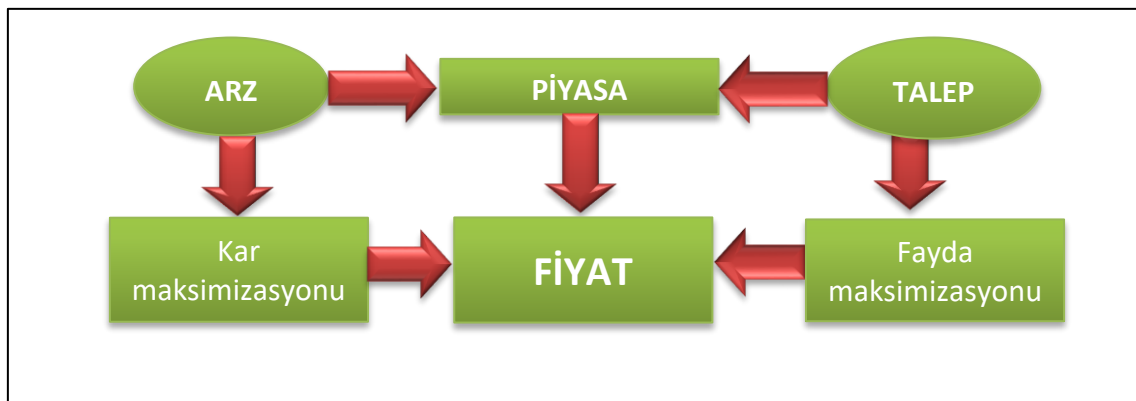 ARZ
PİYASA
TALEP
Kar
maksimizasyonu
FİYAT
Fayda
maksimizasyonu